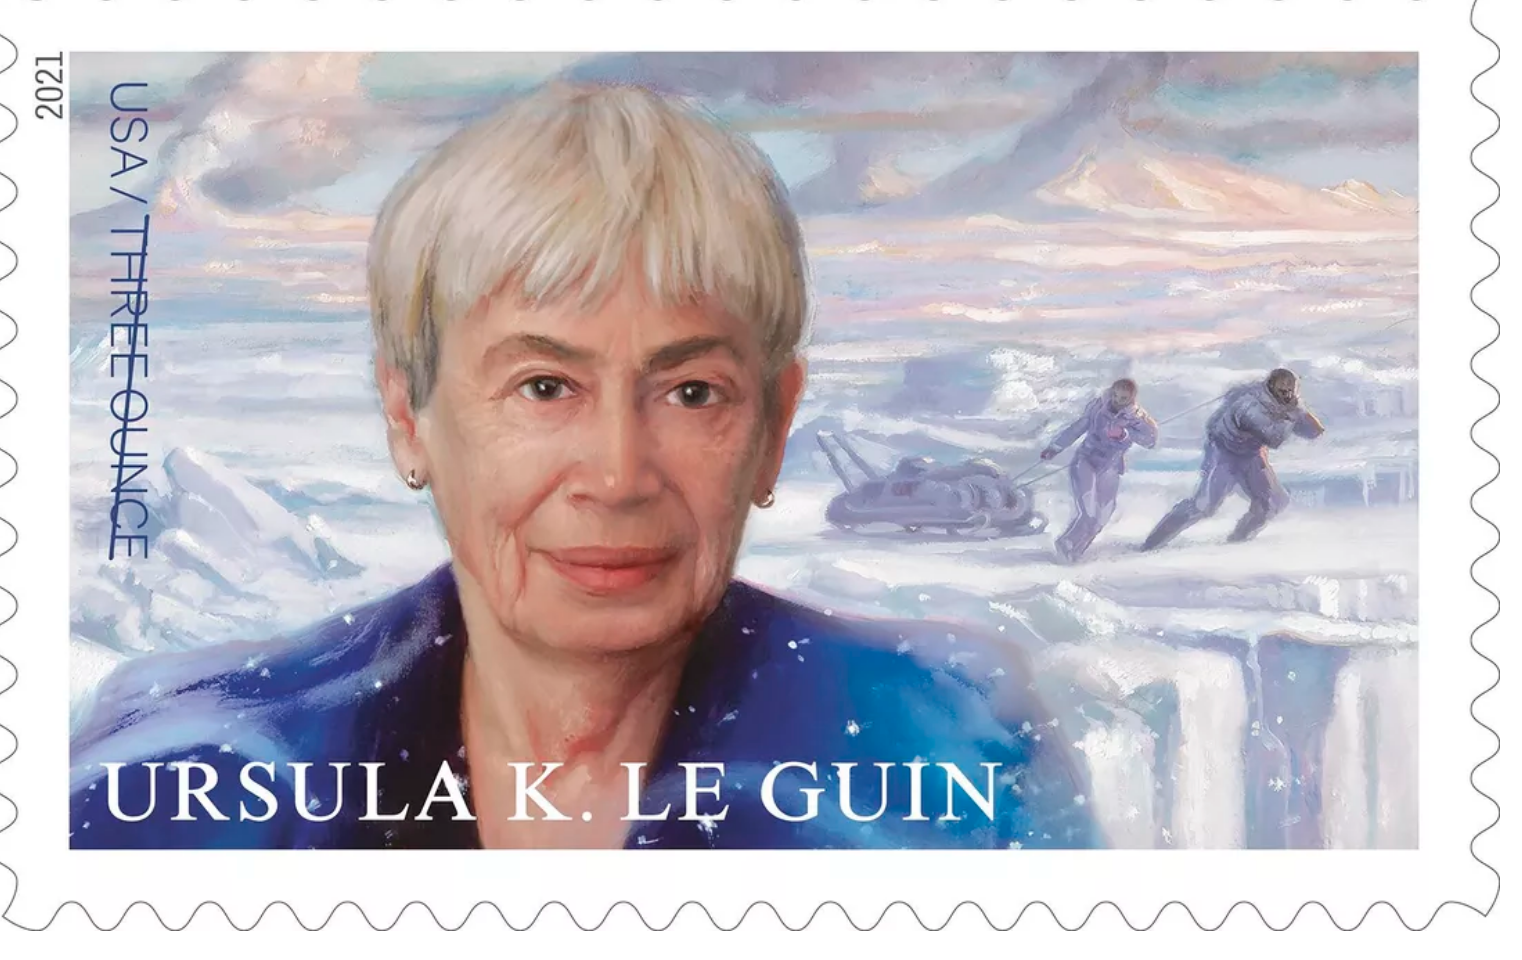 2021
USA / THREE OUNCE
URSULA K. LE GUIN